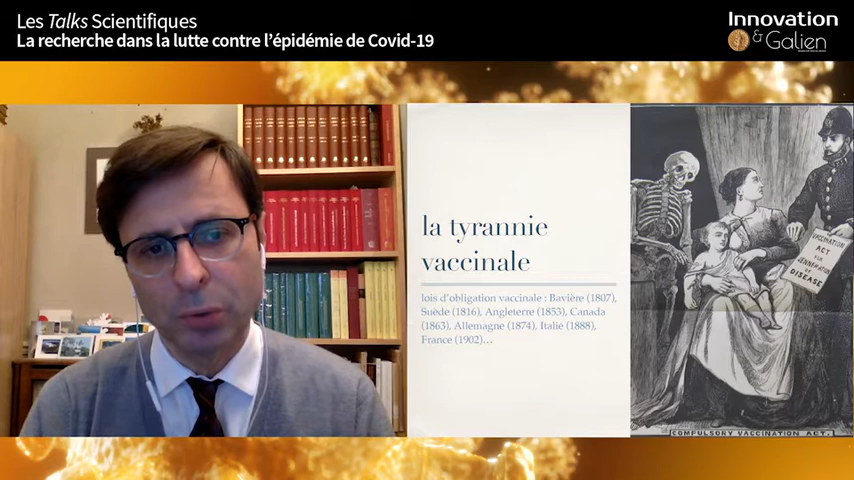 Les Talks Scientifiques
La recherche dans la lutte contre l'épidémie de Covid-19
Innovation
& Galien
la tyrannie
vaccinale
lois d'obligation vaccinale : Bavière (1807),
Suède (1816), Angleterre (1853), Canada
(1863), Allemagne (1874), Italie (1888),
France (1902)...
VACCINATION
ACT
FOR
OF
DISEASE
COMPULSORY VACCINATION ACT.